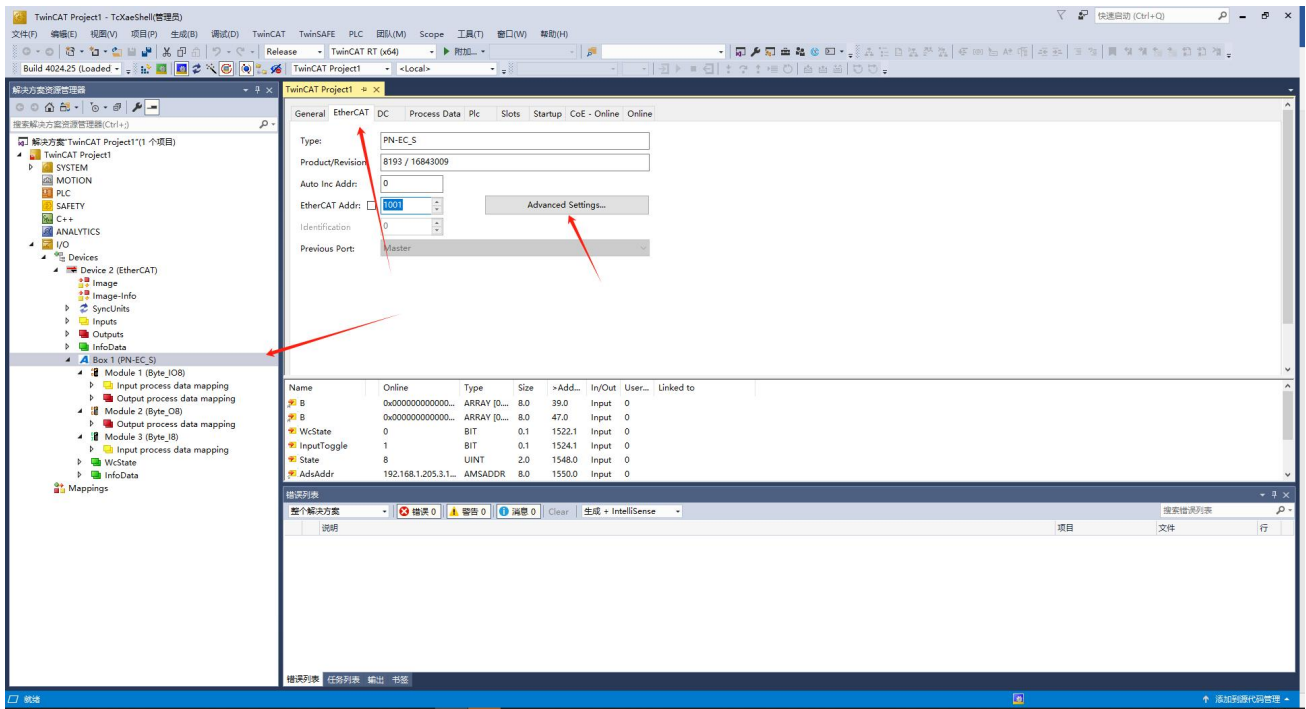 TwinCAT Project1 - TcXaeShell(管理员)
快速启动 (Ctrl+Q)
文件(F) 编辑(E) 视图(V) 项目(P) 生成(B) 调试(D) TwinCAT TwinSAFE PLC 团队(M) Scope 工具(T) 窗口(W) 帮助(H)
Release TwinCAT RT (x64) 附加...
Build 4024.25 (Loaded TwinCAT Project1 <Local>
解决方案资源管理器
搜索解决方案资源管理器(Ctrl+;)
解决方案"TwinCAT Project1"(1 个项目)
TwinCAT Project1
SYSTEM
MOTION
PLC
SAFETY
C++
ANALYTICS
I/O
Devices
Device 2 (EtherCAT)
Image
Image-Info
SyncUnits
Inputs
Outputs
InfoData
Box 1 (PN-EC_S)
Module 1 (Byte_IO8)
Input process data mapping
Output process data mapping
Module 2 (Byte_O8)
Output process data mapping
Module 3 (Byte_I8)
Input process data mapping
WcState
InfoData
Mappings
TwinCAT Project1
General EtherCAT DC Process Data Plc Slots Startup CoE - Online Online
Type: PN-EC_S
Product/Revision 8193 / 16843009
Auto Inc Addr: 0
EtherCAT Addr: 1001 Advanced Settings...
Identification 0
Previous Port: Master
Name Online Type Size >Add... In/Out User... Linked to
B 0x000000000000... ARRAY [0.... 8.0 39.0 Input 0
B 0x000000000000... ARRAY [0.... 8.0 47.0 Input 0
WcState 0 BIT 0.1 1522.1 Input 0
InputToggle 1 BIT 0.1 1524.1 Input 0
State 8 UINT 2.0 1548.0 Input 0
AdsAddr 192.168.1.205.3.1... AMSADDR 8.0 1550.0 Input 0
错误列表
整个解决方案 错误 0 警告 0 消息 0 Clear 生成 + IntelliSense 搜索错误列表
说明 项目 文件 行
错误列表 任务列表 输出 书签
就绪 添加到源代码管理